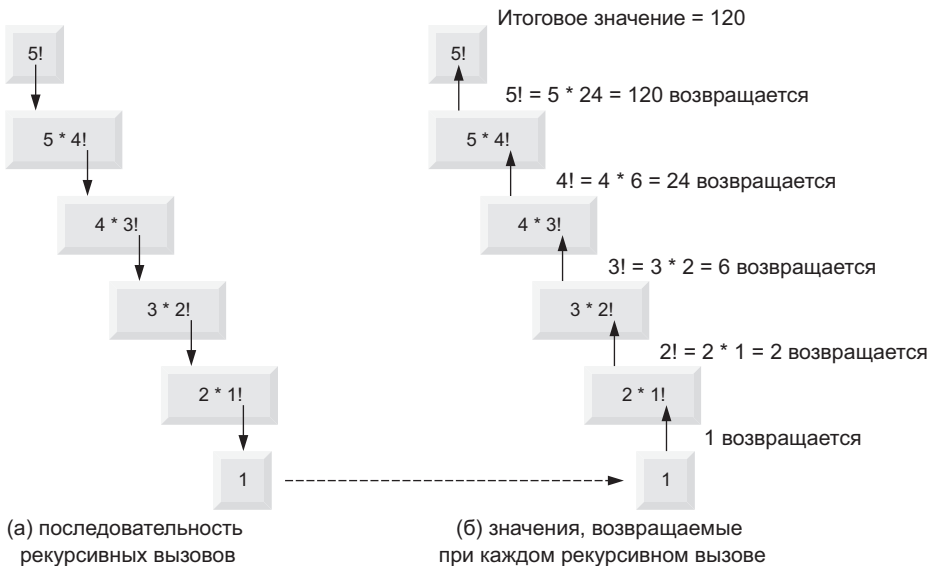 Итоговое значение = 120
5!
5 * 4!
4 * 3!
3 * 2!
2 * 1!
1
(а) последовательность
рекурсивных вызовов
5!
5! = 5 * 24 = 120 возвращается
5 * 4!
4! = 4 * 6 = 24 возвращается
4 * 3!
3! = 3 * 2 = 6 возвращается
3 * 2!
2! = 2 * 1 = 2 возвращается
2 * 1!
1 возвращается
1
(б) значения, возвращаемые
при каждом рекурсивном вызове